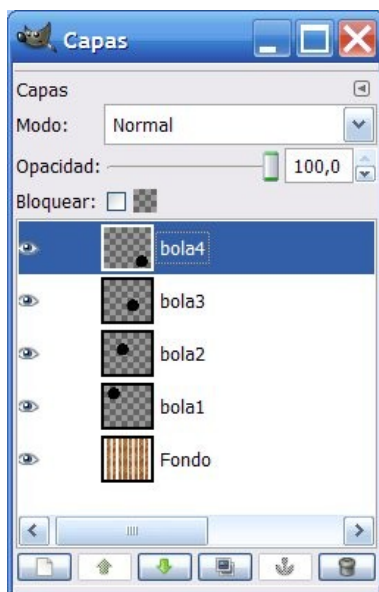 Capas
Capas
Modo: Normal
Opacidad: 100,0
Bloquear:
bola4
bola3
bola2
bola1
Fondo